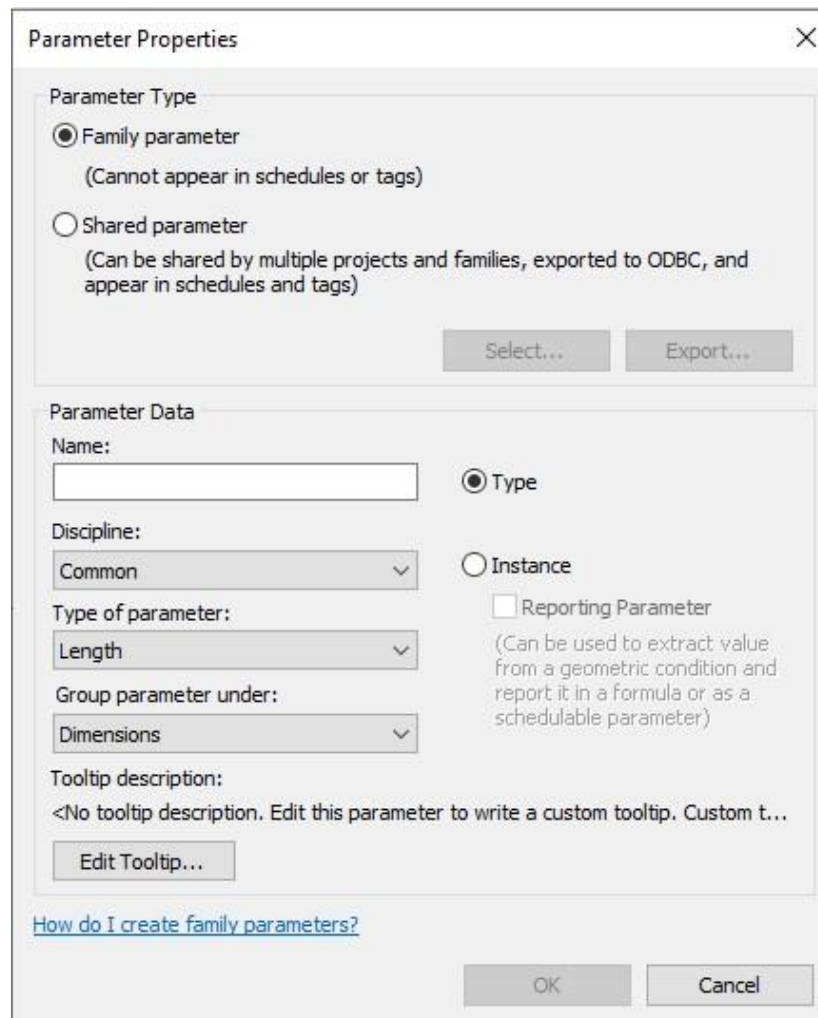 Parameter Properties
Parameter Type
Family parameter
(Cannot appear in schedules or tags)
Shared parameter
(Can be shared by multiple projects and families, exported to ODBC, and
appear in schedules and tags)
Select... Export...
Parameter Data
Name:
Type
Discipline:
Common
Instance
Reporting Parameter
(Can be used to extract value
from a geometric condition and
report it in a formula or as a
schedulable parameter)
Type of parameter:
Length
Group parameter under:
Dimensions
Tooltip description:
<No tooltip description. Edit this parameter to write a custom tooltip. Custom t...
Edit Tooltip...
How do I create family parameters?
OK Cancel